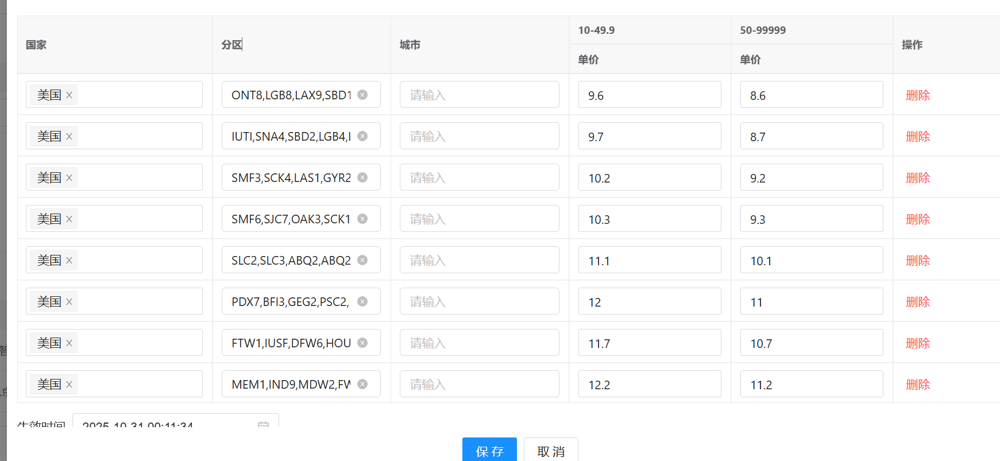 国家 分区 城市 10-49.9 50-99999 操作
单价 单价
美国 ONT8,LGB8,LAX9,SBD1 请输入 9.6 8.6 删除
美国 IUTI,SNA4,SBD2,LGB4,I 请输入 9.7 8.7 删除
美国 SMF3,SCK4,LAS1,GYR2 请输入 10.2 9.2 删除
美国 SMF6,SJC7,OAK3,SCK1 请输入 10.3 9.3 删除
美国 SLC2,SLC3,ABQ2,ABQ2 请输入 11.1 10.1 删除
美国 PDX7,BFI3,GEG2,PSC2, 请输入 12 11 删除
美国 FTW1,IUSF,DFW6,HOU 请输入 11.7 10.7 删除
美国 MEM1,IND9,MDW2,FW 请输入 12.2 11.2 删除
生效时间 2025-10-31 00:11:34
保存 取消